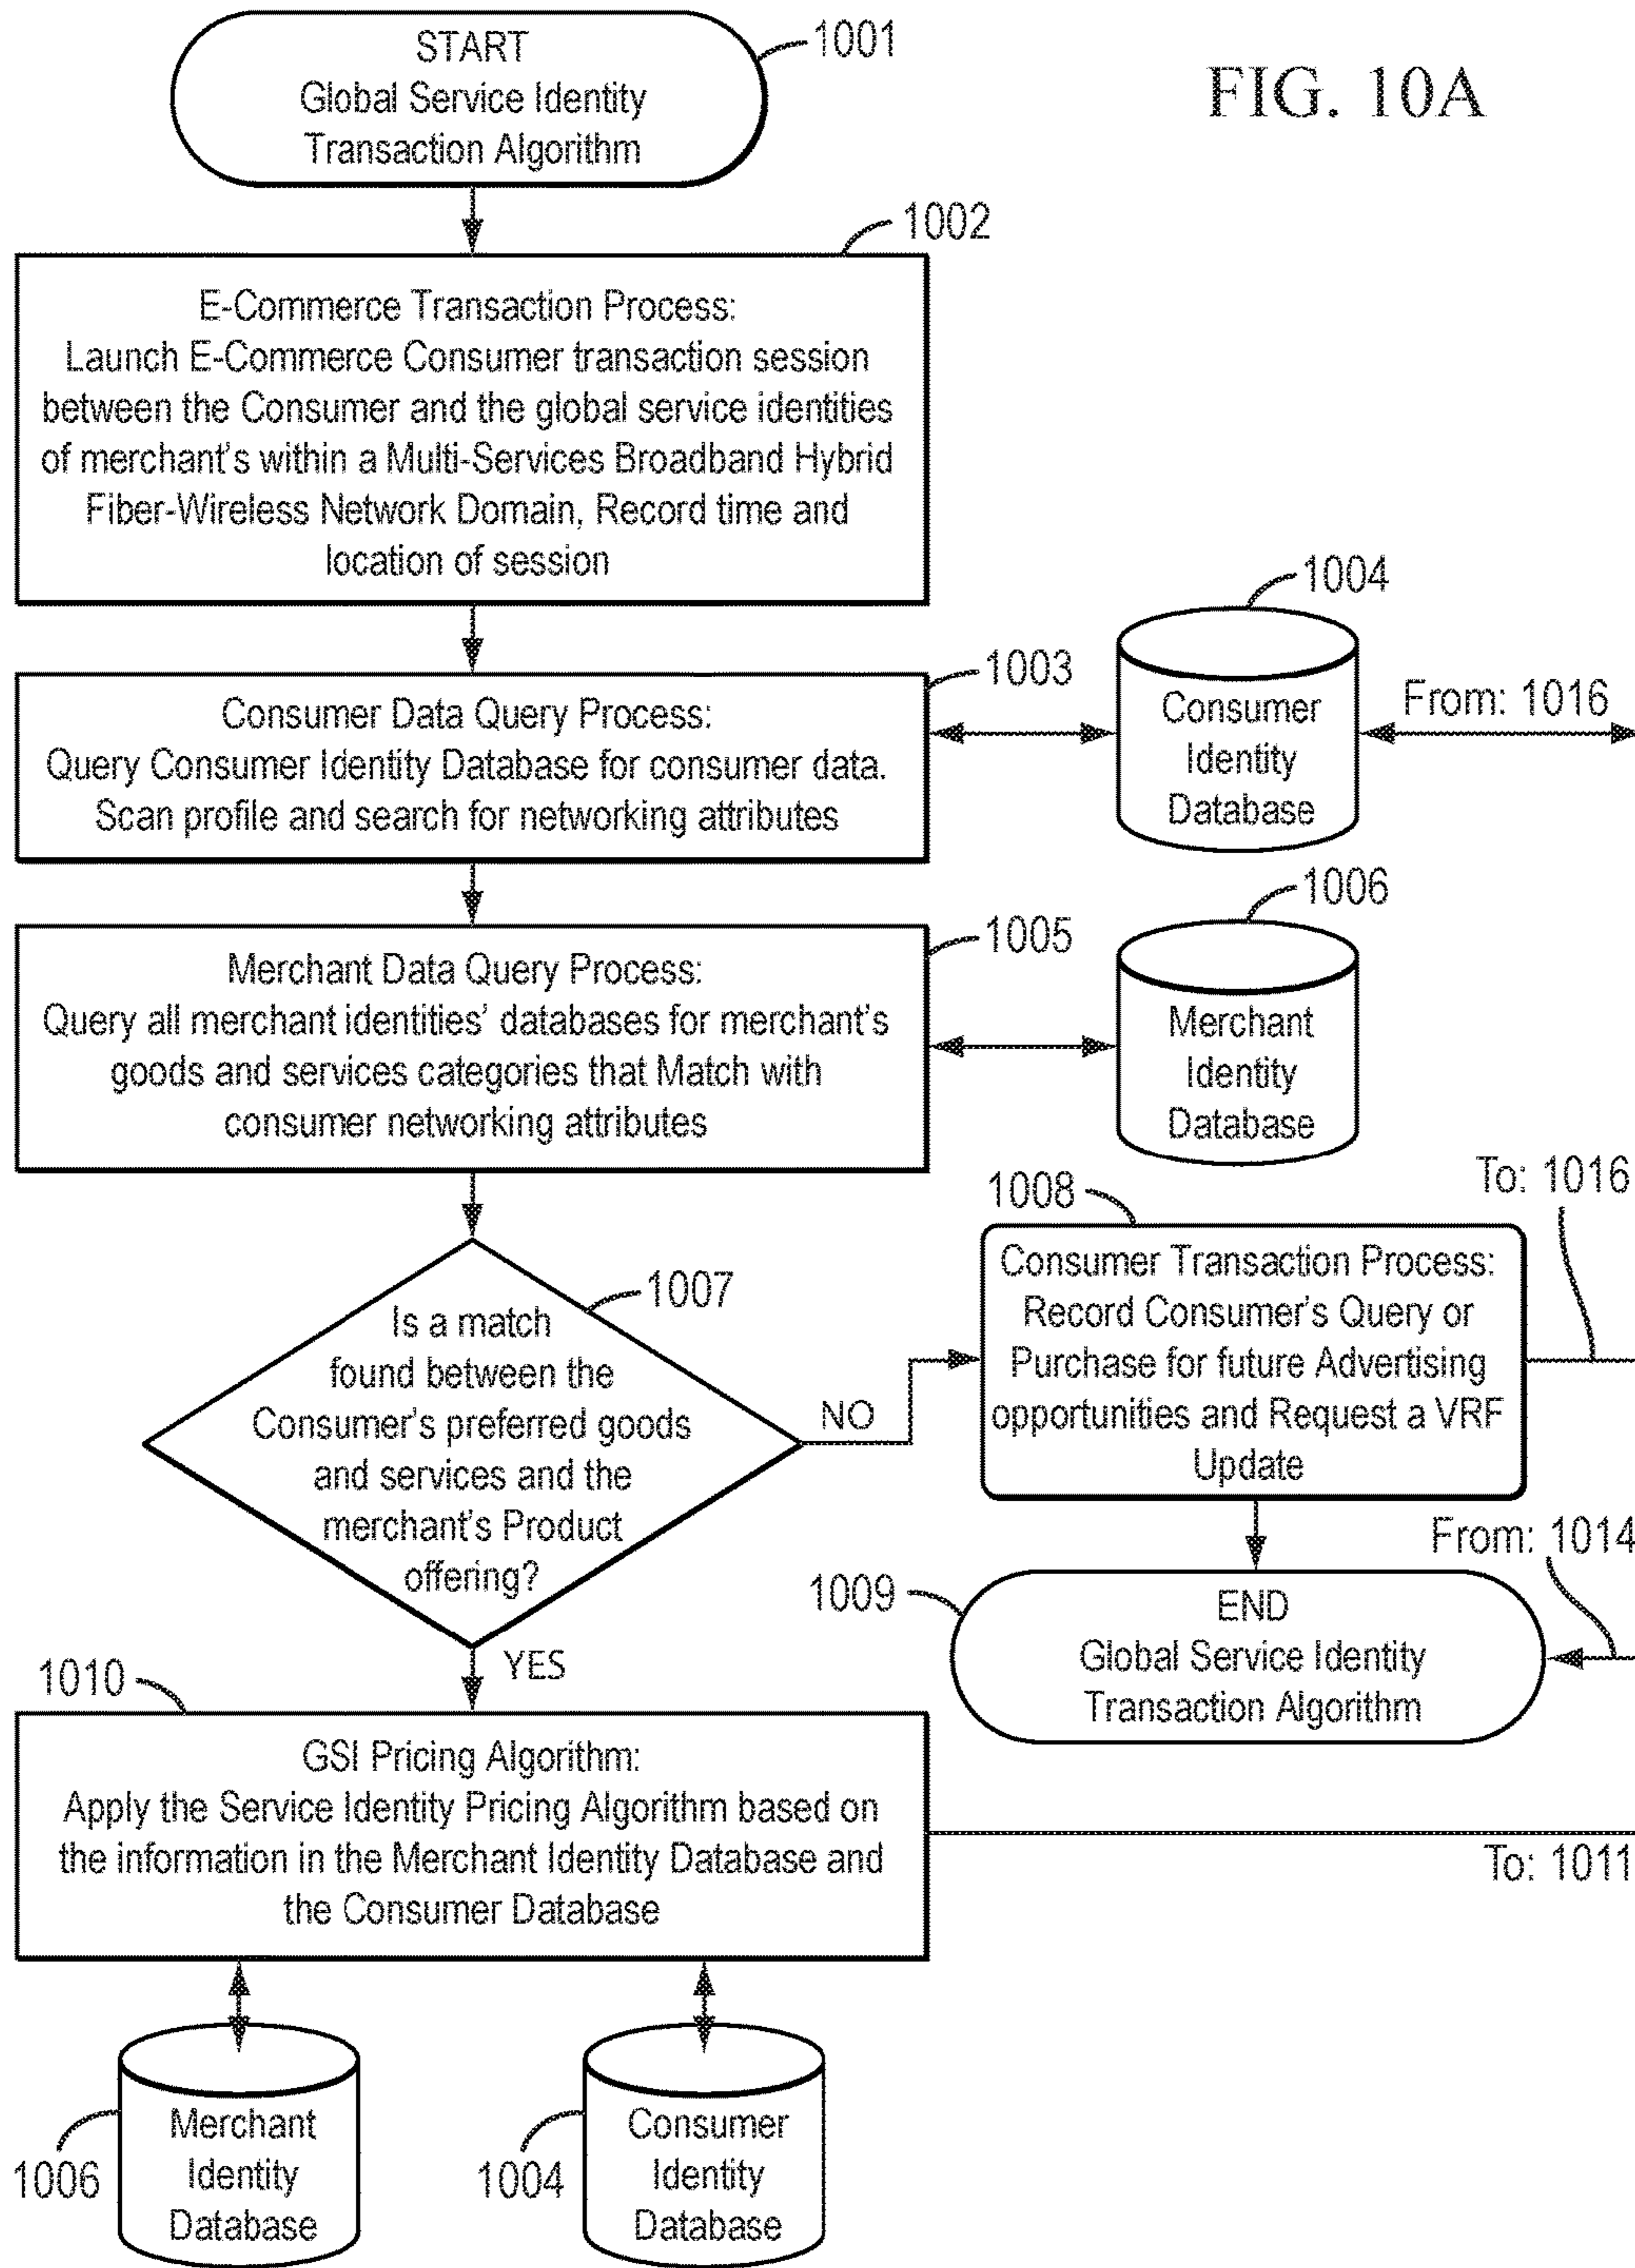 FIG. 10A
START
Global Service Identity
Transaction Algorithm
1001
1002
E-Commerce Transaction Process:
Launch E-Commerce Consumer transaction session
between the Consumer and the global service identities
of merchant's within a Multi-Services Broadband Hybrid
Fiber-Wireless Network Domain, Record time and
location of session
1003
Consumer Data Query Process:
Query Consumer Identity Database for consumer data.
Scan profile and search for networking attributes
1004
Consumer
Identity
Database
From: 1016
1005
Merchant Data Query Process:
Query all merchant identities' databases for merchant's
goods and services categories that Match with
consumer networking attributes
1006
Merchant
Identity
Database
1007
Is a match
found between the
Consumer's preferred goods
and services and the
merchant's Product
offering?
NO
YES
1008
Consumer Transaction Process:
Record Consumer's Query or
Purchase for future Advertising
opportunities and Request a VRF
Update
To: 1016
From: 1014
1009
END
Global Service Identity
Transaction Algorithm
1010
GSI Pricing Algorithm:
Apply the Service Identity Pricing Algorithm based on
the information in the Merchant Identity Database and
the Consumer Database
To: 1011
1006
Merchant
Identity
Database
1004
Consumer
Identity
Database